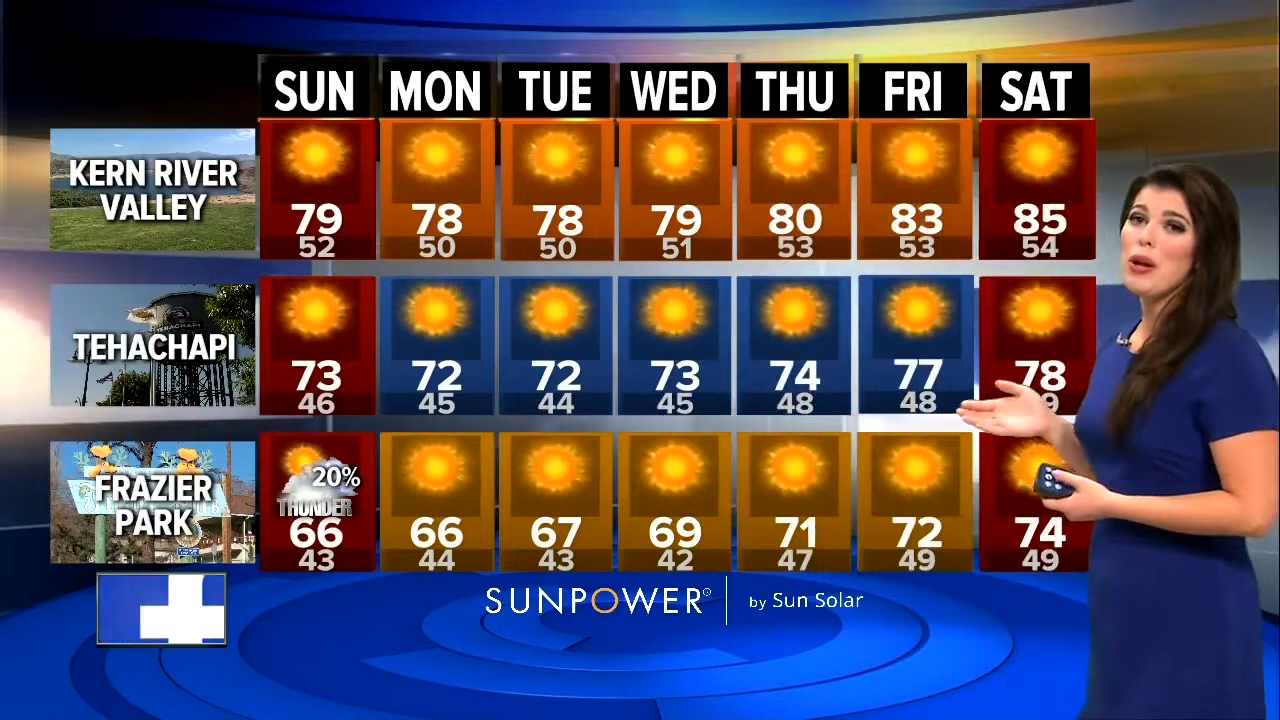 SUN MON TUE WED THU FRI SAT
KERN RIVER
VALLEY
79 78 78 79 80 83 85
52 50 50 51 53 53 54
TEHACHAPI
73 72 72 73 74 77 78
46 45 44 45 48 48 9
20%
THUNDER
FRAZIER
PARK
66 66 67 69 71 72 74
43 44 43 42 47 49 49
SUNPOWER® | by Sun Solar